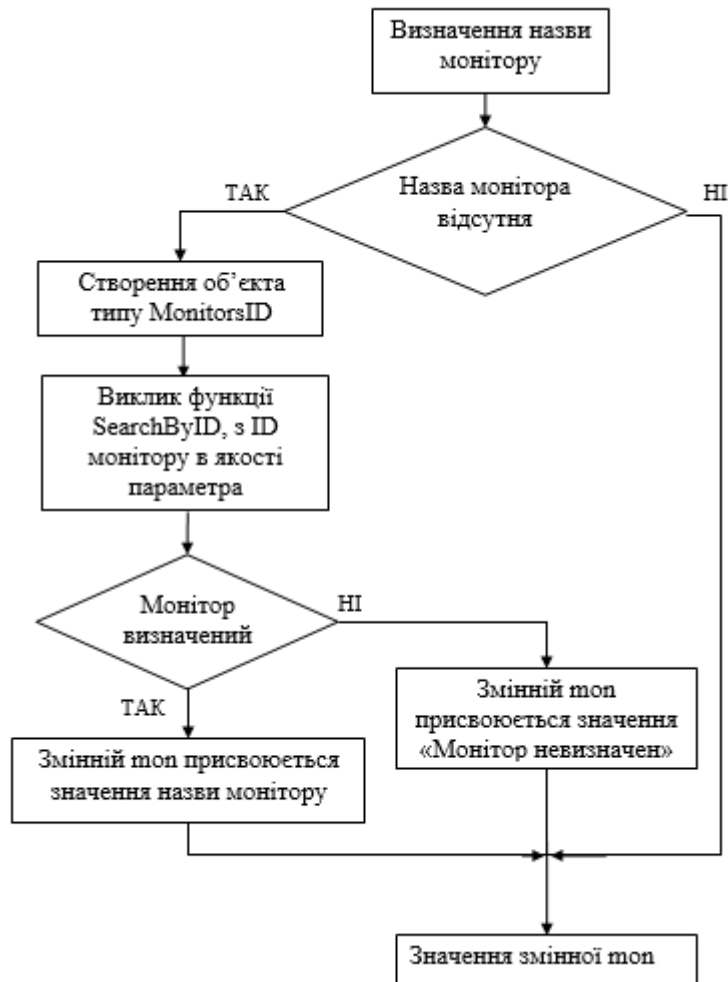 Визначення назви
монітору
Назва монітора
відсутня
ТАК
НІ
Створення об’єкта
типу MonitorsID
Виклик функції
SearchByID, з ID
монітору в якості
параметра
Монітор
визначений
НІ
ТАК
Змінній mon
присвоюється значення
«Монітор невизначен»
Змінній mon присвоюється
значення назви монітору
Значення змінної mon